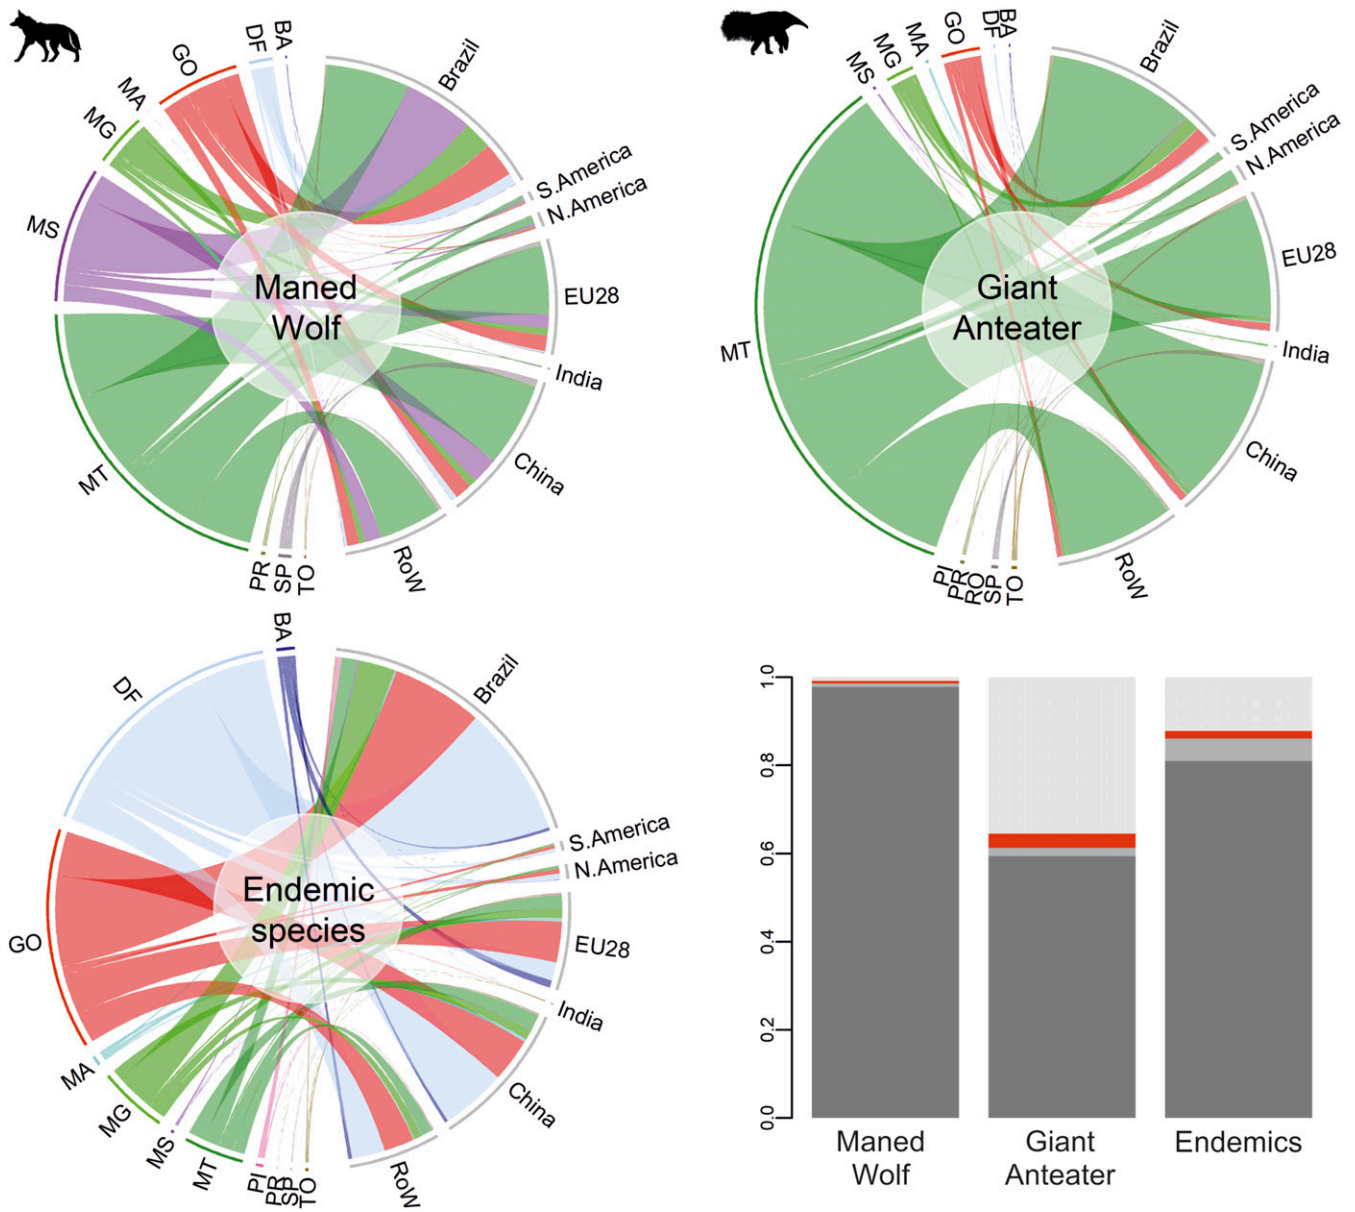 BA
DF
GO
MA
MG
MS
MT
PR
SP
TO
RoW
China
India
EU28
N.America
S.America
Brazil
Maned
Wolf
BA
DF
GO
MA
MG
MS
MT
PI
PR
RO
SP
TO
RoW
China
India
EU28
N.America
S.America
Brazil
Giant
Anteater
BA
DF
GO
MA
MG
MS
MT
PI
PR
SP
TO
RoW
China
India
EU28
N.America
S.America
Brazil
Endemic
species
1.0
0.8
0.6
0.4
0.2
0.0
Maned
Wolf
Giant
Anteater
Endemics